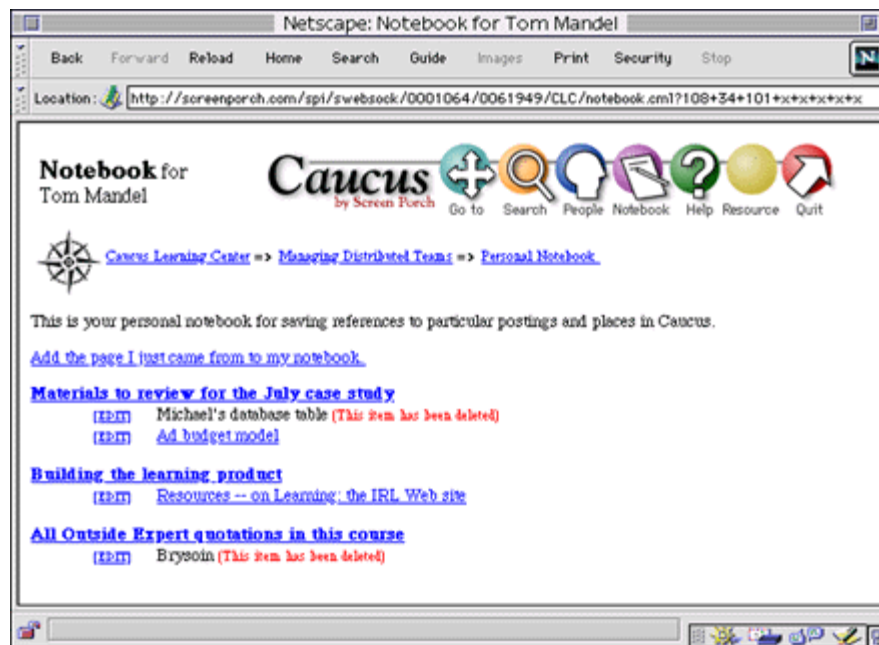 Netscape: Notebook for Tom Mandel
Back Forward Reload Home Search Guide Images Print Security Stop
N
Location: http://screenporch.com/spi/swebsock/0001064/0061949/CLC/notebook.cml?108+34+101+x+x+x+x+x
Notebook for
Tom Mandel
Caucus
by Screen Porch
Go to Search People Notebook Help Resource Quit
Caucus Learning Center => Managing Distributed Teams => Personal Notebook
This is your personal notebook for saving references to particular postings and places in Caucus.
Add the page I just came from to my notebook.
Materials to review for the July case study
[EDIT] Michael's database table (This item has been deleted)
[EDIT] Ad budget model
Building the learning product
[EDIT] Resources -- on Learning: the IRL Web site
All Outside Expert quotations in this course
[EDIT] Brysoin (This item has been deleted)